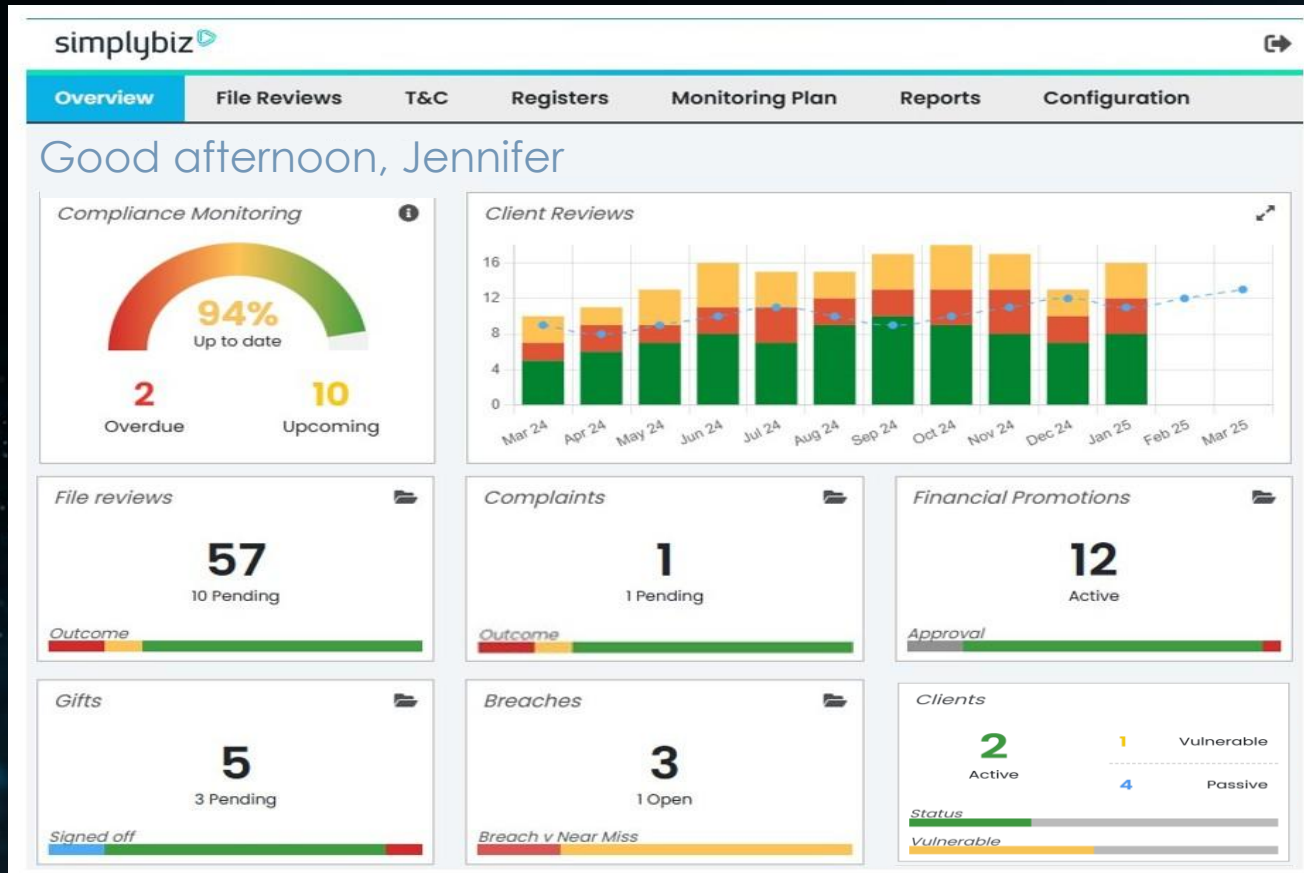 simplybiz
Overview File Reviews T&C Registers Monitoring Plan Reports Configuration
Good afternoon, Jennifer
Compliance Monitoring
94%
Up to date
2
Overdue
10
Upcoming
Client Reviews
16
12
8
4
0
Mar 24 Apr 24 May 24 Jun 24 Jul 24 Aug 24 Sep 24 Oct 24 Nov 24 Dec 24 Jan 25 Feb 25 Mar 25
File reviews
57
10 Pending
Outcome
Complaints
1
1 Pending
Outcome
Financial Promotions
12
Active
Approval
Gifts
5
3 Pending
Signed off
Breaches
3
1 Open
Breach v Near Miss
Clients
2
Active
1 Vulnerable
4 Passive
Status
Vulnerable